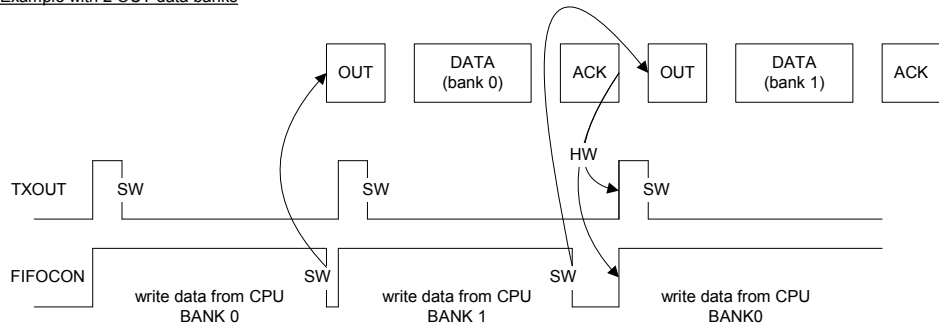 Example with 2 OUT data banks
OUT
DATA
(bank 0)
ACK
OUT
DATA
(bank 1)
ACK
HW
TXOUT
SW
SW
SW
FIFOCON
SW
SW
write data from CPU
BANK 0
write data from CPU
BANK 1
write data from CPU
BANK0